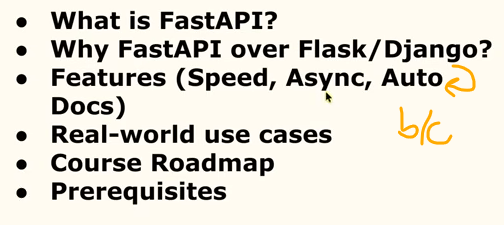 ● What is FastAPI?
● Why FastAPI over Flask/Django?
● Features (Speed, Async, Auto
Docs)
b/c
● Real-world use cases
● Course Roadmap
● Prerequisites